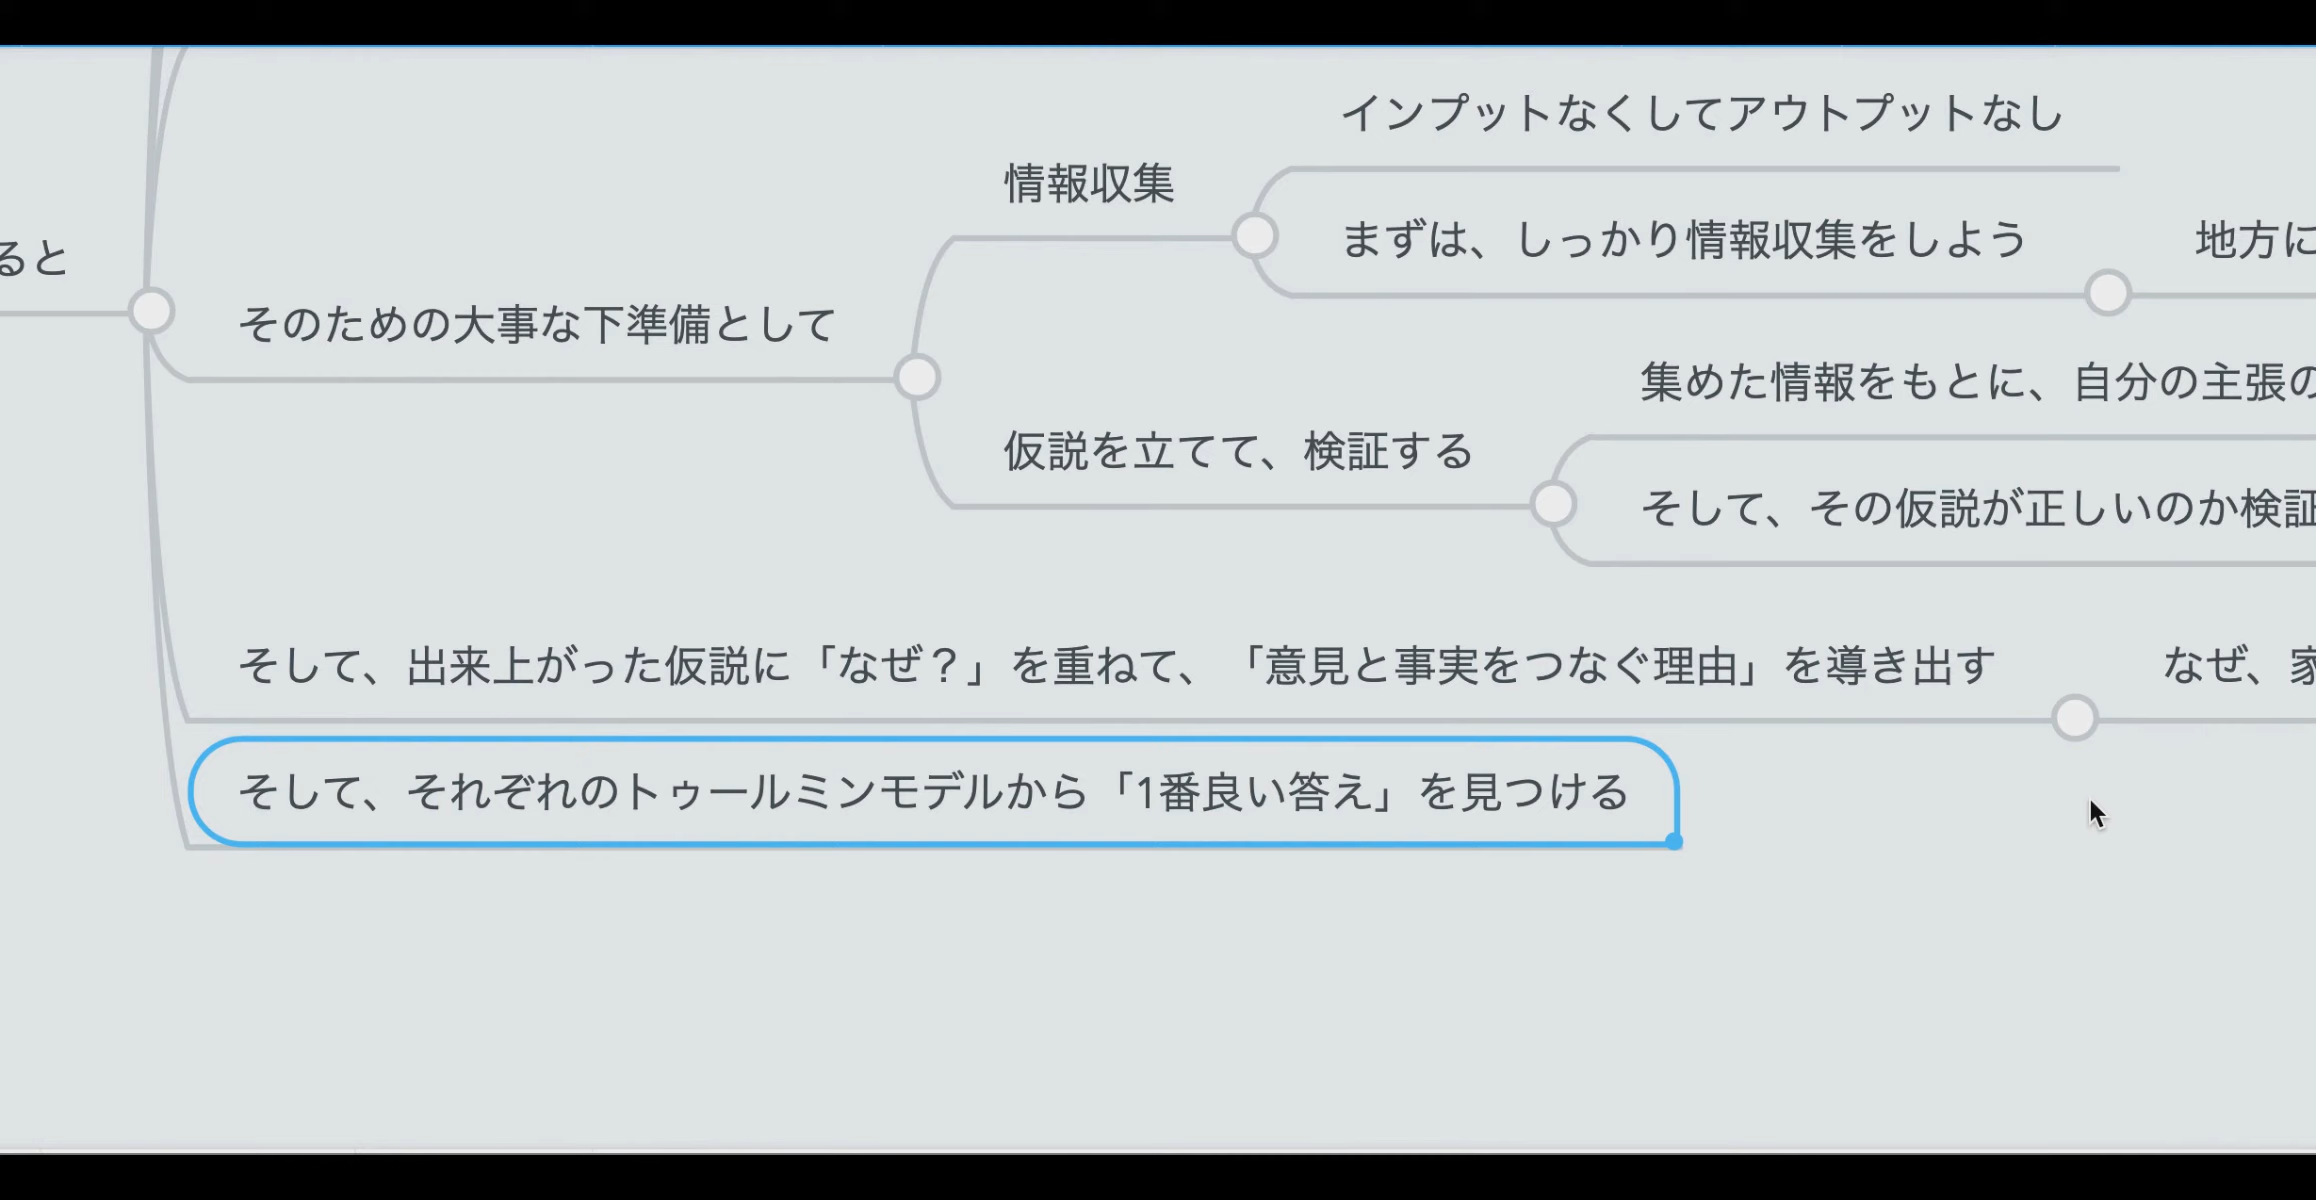 ると
そのための大事な下準備として
情報収集
インプットなくしてアウトプットなし
まずは、しっかり情報収集をしよう
地方に
仮説を立てて、検証する
集めた情報をもとに、自分の主張の
そして、その仮説が正しいのか検証
そして、出来上がった仮説に「なぜ？」を重ねて、「意見と事実をつなぐ理由」を導き出す
なぜ、家
そして、それぞれのトゥールミンモデルから「1番良い答え」を見つける